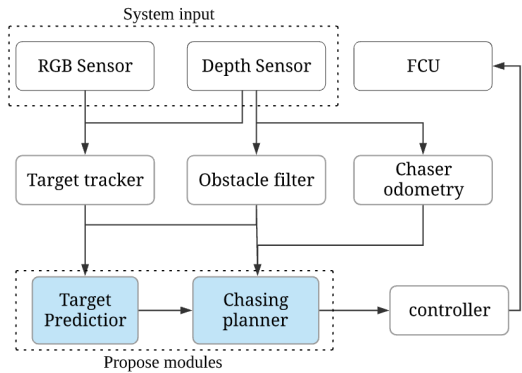 System input
RGB Sensor
Depth Sensor
FCU
Target tracker
Obstacle filter
Chaser
odometry
Target
Predictior
Chasing
planner
controller
Propose modules